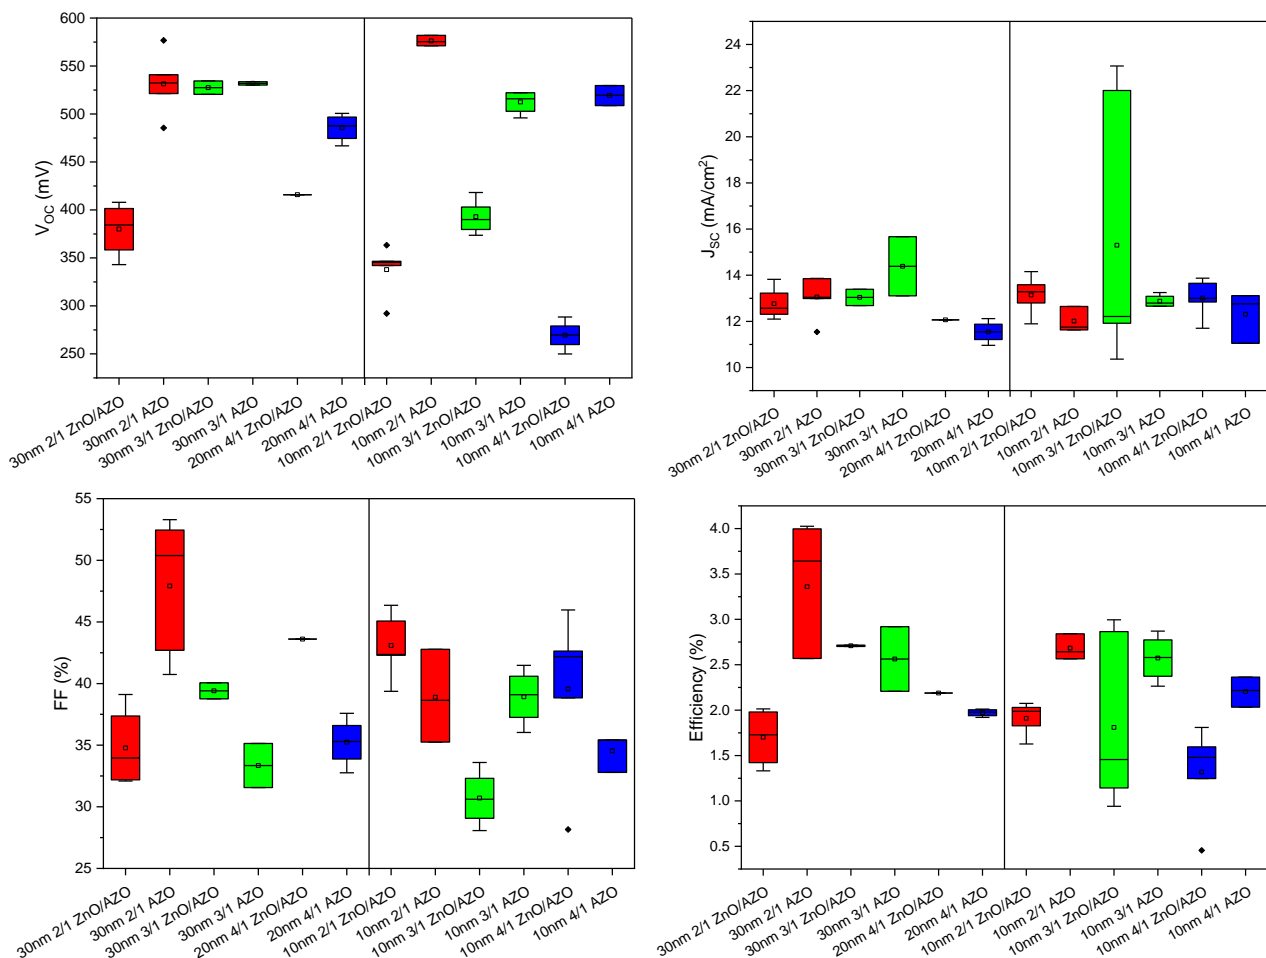 V_OC (mV)
600
550
500
450
400
350
300
250
30nm 2/1 ZnO/AZO
30nm 2/1 AZO
30nm 3/1 ZnO/AZO
30nm 3/1 AZO
20nm 4/1 ZnO/AZO
20nm 4/1 AZO
10nm 2/1 ZnO/AZO
10nm 2/1 AZO
10nm 3/1 ZnO/AZO
10nm 3/1 AZO
10nm 4/1 ZnO/AZO
10nm 4/1 AZO
J_SC (mA/cm²)
24
22
20
18
16
14
12
10
30nm 2/1 ZnO/AZO
30nm 2/1 AZO
30nm 3/1 ZnO/AZO
30nm 3/1 AZO
20nm 4/1 ZnO/AZO
20nm 4/1 AZO
10nm 2/1 ZnO/AZO
10nm 2/1 AZO
10nm 3/1 ZnO/AZO
10nm 3/1 AZO
10nm 4/1 ZnO/AZO
10nm 4/1 AZO
FF (%)
55
50
45
40
35
30
25
30nm 2/1 ZnO/AZO
30nm 2/1 AZO
30nm 3/1 ZnO/AZO
30nm 3/1 AZO
20nm 4/1 ZnO/AZO
20nm 4/1 AZO
10nm 2/1 ZnO/AZO
10nm 2/1 AZO
10nm 3/1 ZnO/AZO
10nm 3/1 AZO
10nm 4/1 ZnO/AZO
10nm 4/1 AZO
Efficiency (%)
4.0
3.5
3.0
2.5
2.0
1.5
1.0
0.5
30nm 2/1 ZnO/AZO
30nm 2/1 AZO
30nm 3/1 ZnO/AZO
30nm 3/1 AZO
20nm 4/1 ZnO/AZO
20nm 4/1 AZO
10nm 2/1 ZnO/AZO
10nm 2/1 AZO
10nm 3/1 ZnO/AZO
10nm 3/1 AZO
10nm 4/1 ZnO/AZO
10nm 4/1 AZO